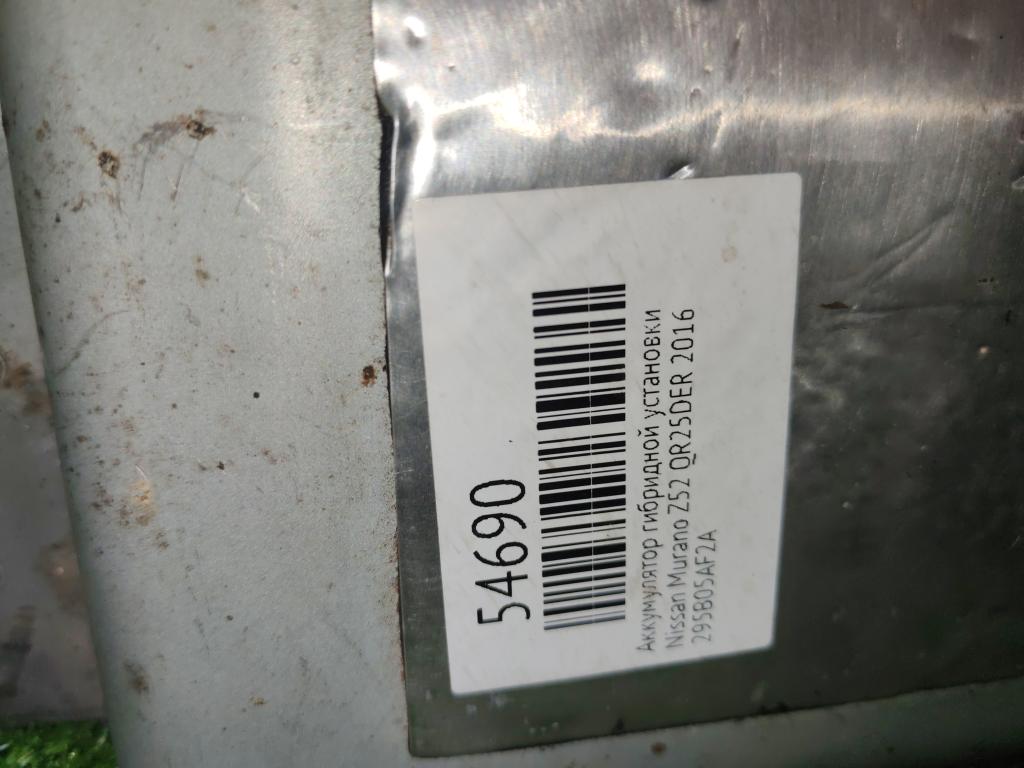 54690
Аккумулятор гибридной установки
Nissan Murano Z52 QR25DER 2016
295B05AF2A